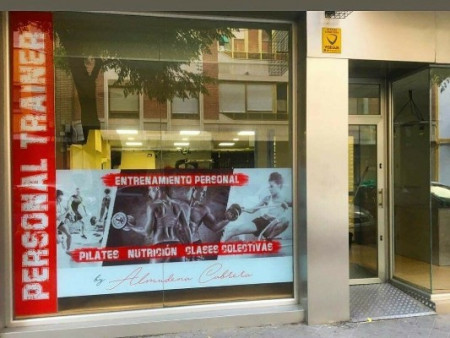 PERSONAL TRAINER
ENTRENAMIENTO PERSONAL
PILATES NUTRICIÓN CLASES COLECTIVAS
by Almudena Cubero